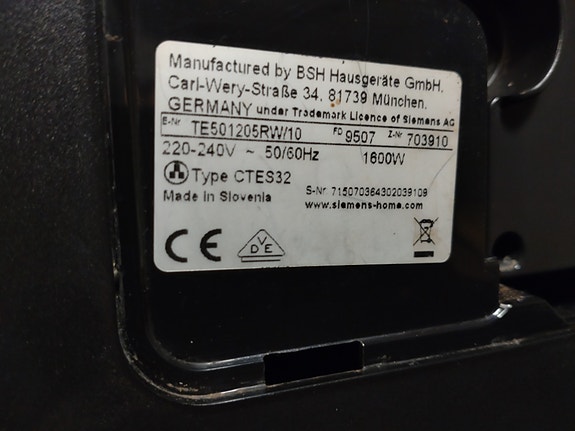 Manufactured by BSH Hausgeräte GmbH,
Carl-Wery-Straße 34, 81739 München,
GERMANY under Trademark Licence of Siemens AG
E-Nr TE501205RW/10 FD 9507 Z-Nr 703910
220-240V ~ 50/60Hz 1600W
Type CTES32
S-Nr 715070364302039109
Made in Slovenia
www.siemens-home.com
CE
VDE